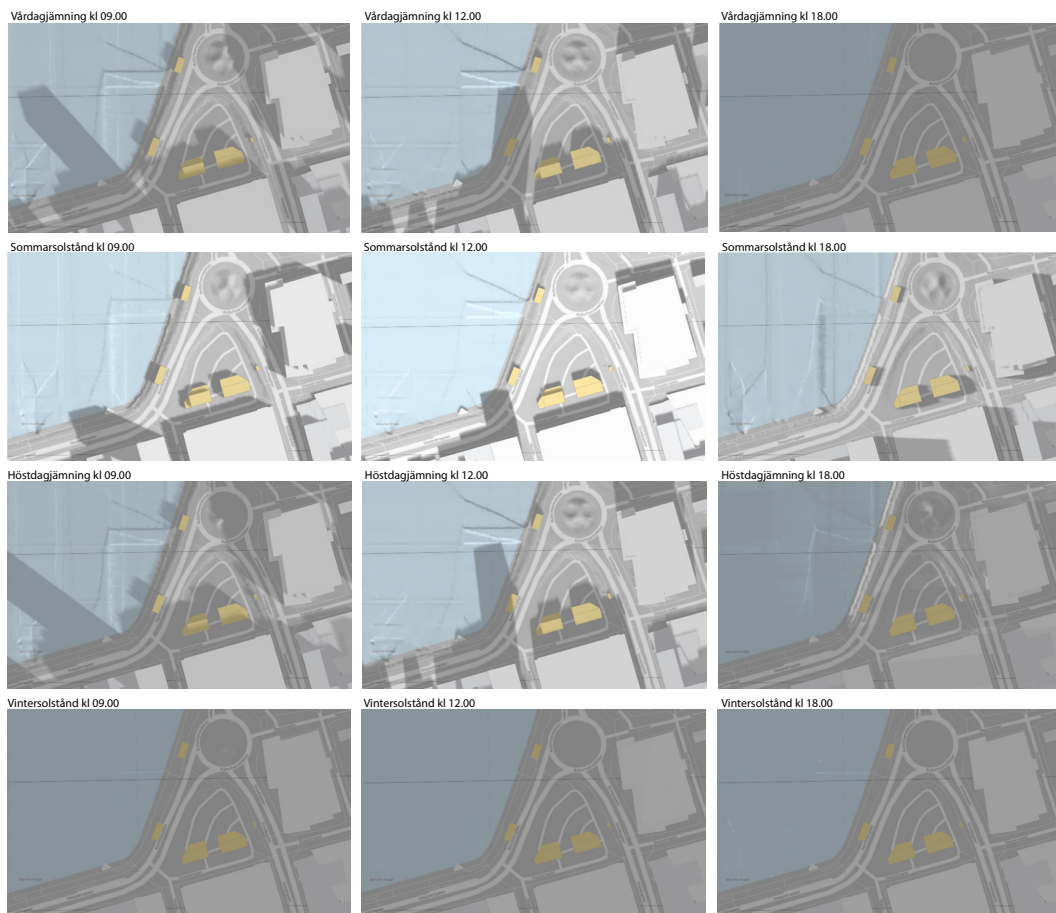 Vårdagjämning kl 09.00
Vårdagjämning kl 12.00
Vårdagjämning kl 18.00
Sommarsolstånd kl 09.00
Sommarsolstånd kl 12.00
Sommarsolstånd kl 18.00
Höstdagjämning kl 09.00
Höstdagjämning kl 12.00
Höstdagjämning kl 18.00
Vintersolstånd kl 09.00
Vintersolstånd kl 12.00
Vintersolstånd kl 18.00